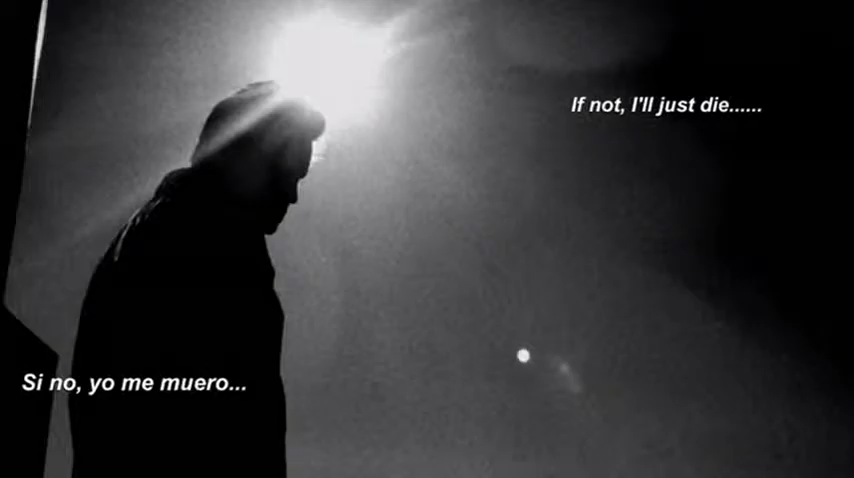 If not, I'll just die......
Si no, yo me muero...